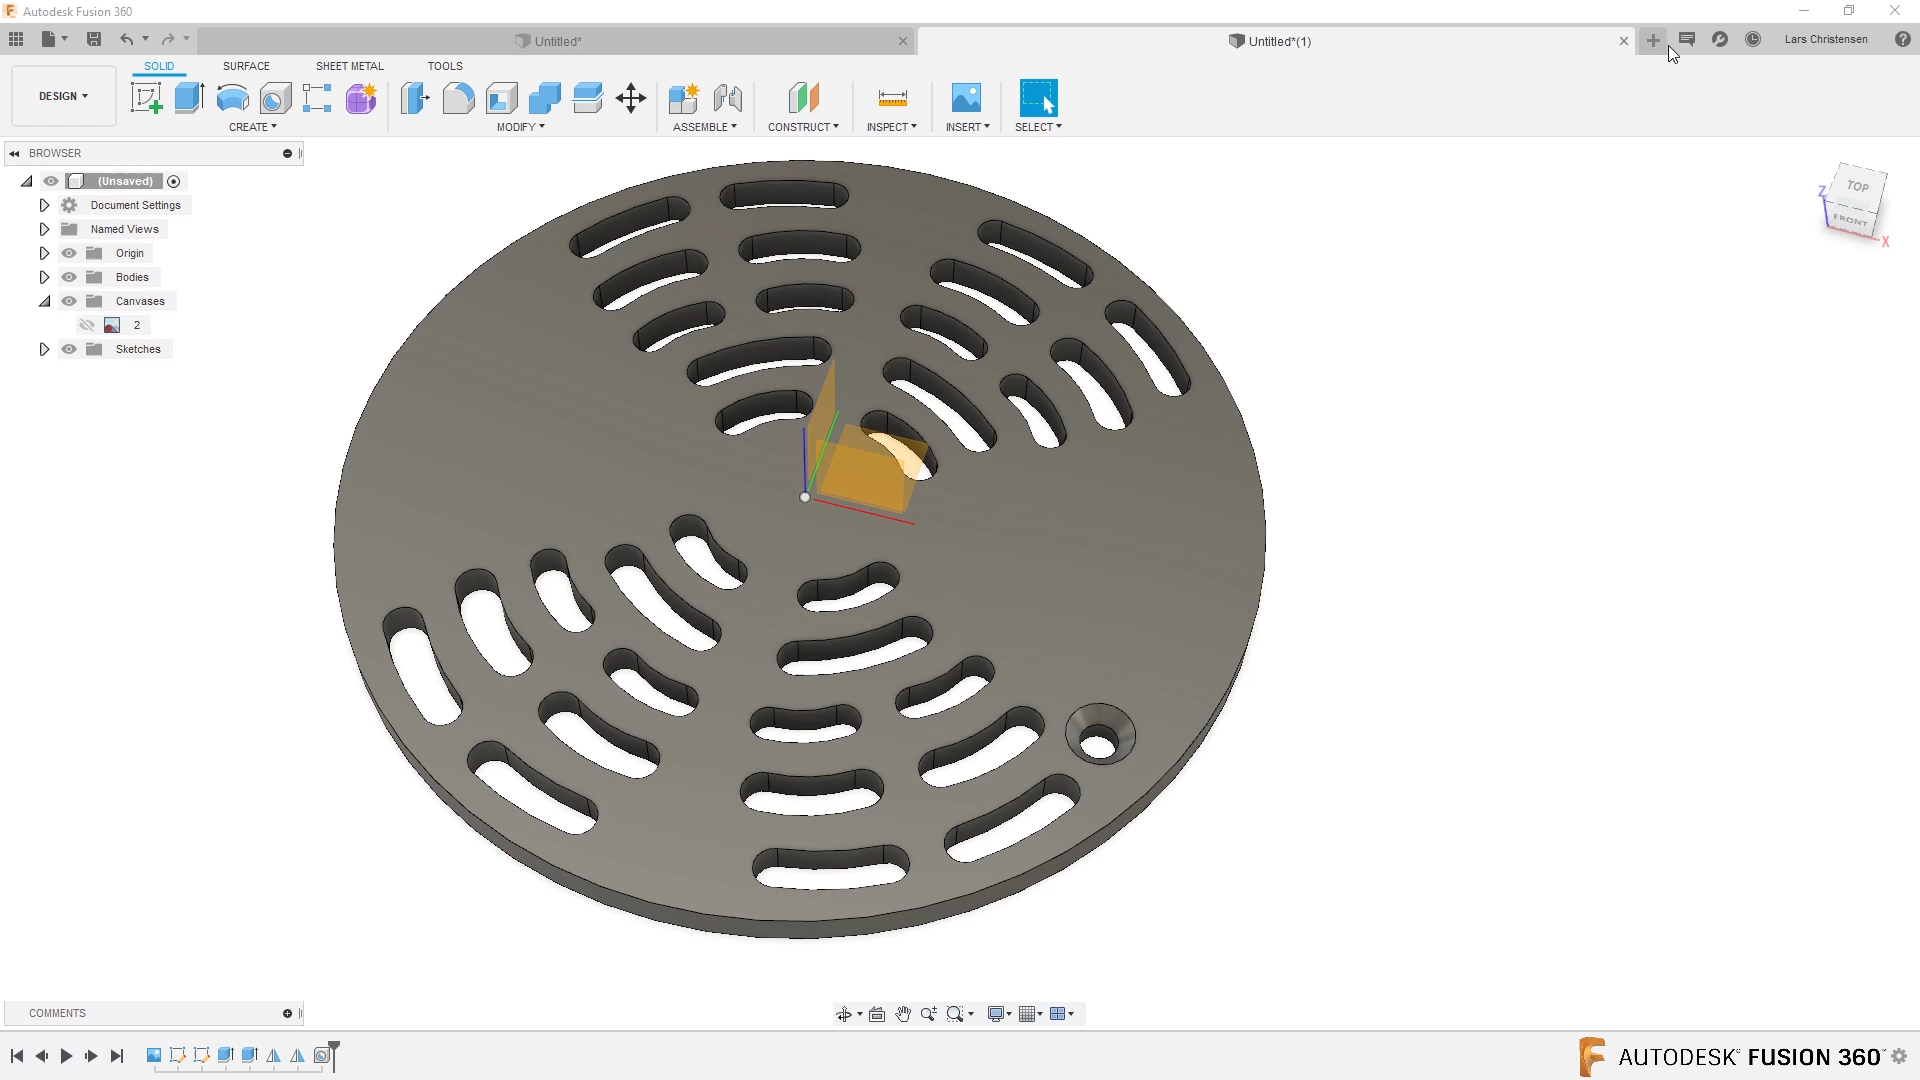 Autodesk Fusion 360
Untitled*
Untitled*(1)
Lars Christensen
DESIGN
SOLID
SURFACE
SHEET METAL
TOOLS
CREATE
MODIFY
ASSEMBLE
CONSTRUCT
INSPECT
INSERT
SELECT
BROWSER
(Unsaved)
Document Settings
Named Views
Origin
Bodies
Canvases
2
Sketches
TOP
FRONT
Z
X
COMMENTS
AUTODESK® FUSION 360™